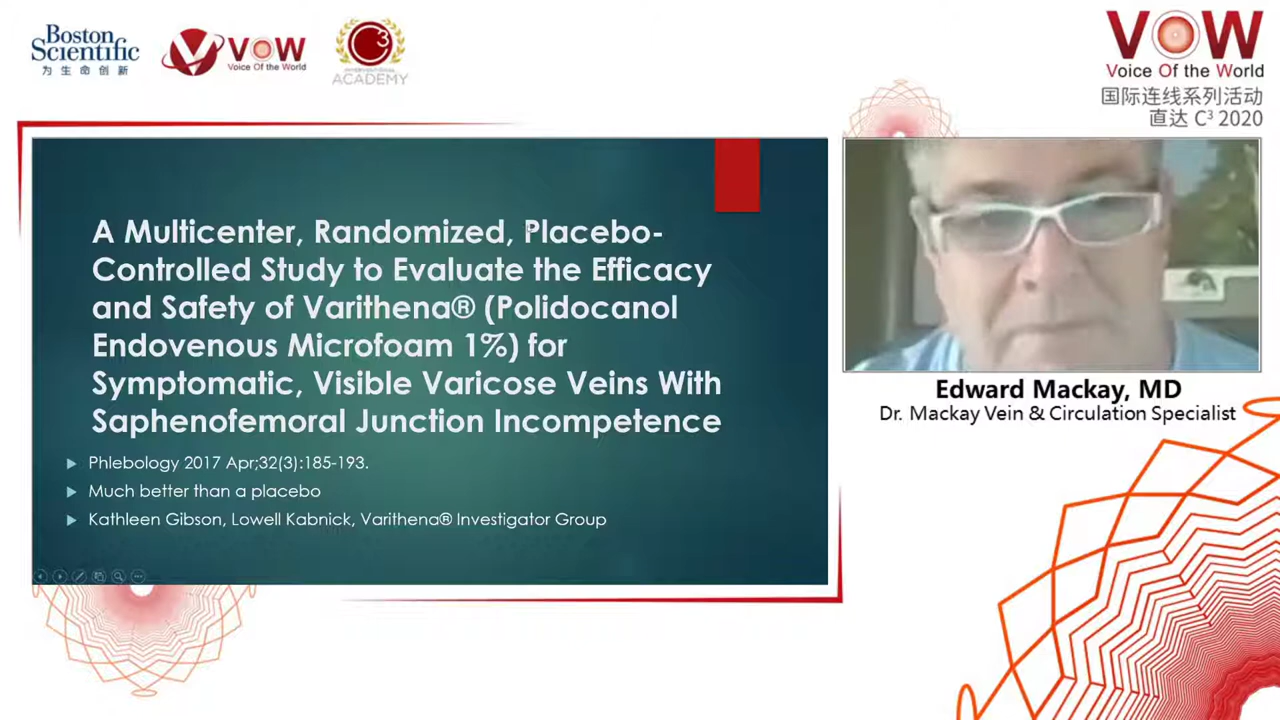 Boston
Scientific
为生命创新
VOW
Voice Of the World
C3
ACADEMY
VOW
Voice Of the World
国际连线系列活动
直达 C3 2020
A Multicenter, Randomized, Placebo-
Controlled Study to Evaluate the Efficacy
and Safety of Varithena® (Polidocanol
Endovenous Microfoam 1%) for
Symptomatic, Visible Varicose Veins With
Saphenofemoral Junction Incompetence
Phlebology 2017 Apr;32(3):185-193.
Much better than a placebo
Kathleen Gibson, Lowell Kabnick, Varithena® Investigator Group
Edward Mackay, MD
Dr. Mackay Vein & Circulation Specialist